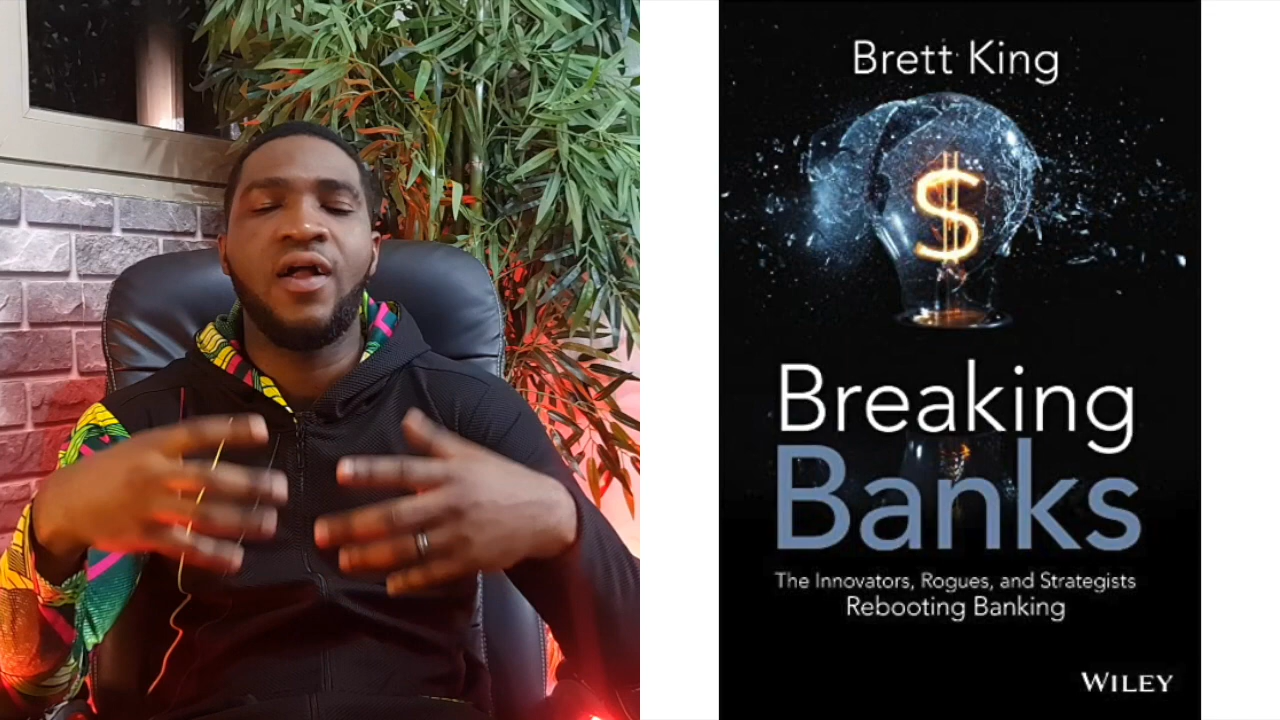 Brett King
$
Breaking
Banks
The Innovators, Rogues, and Strategists
Rebooting Banking
WILEY